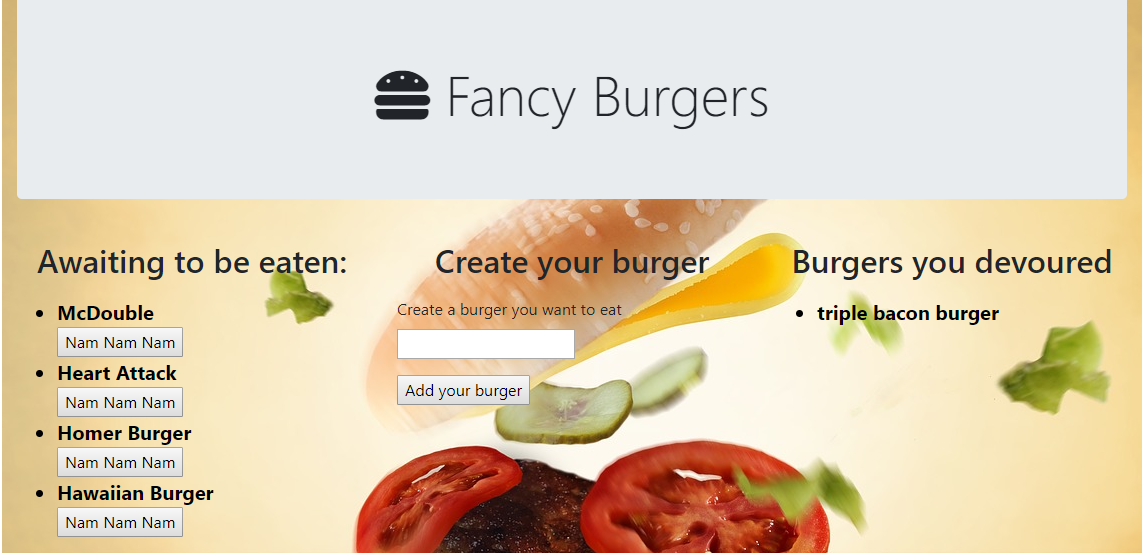 Fancy Burgers
Awaiting to be eaten:
McDouble
Nam Nam Nam
Heart Attack
Nam Nam Nam
Homer Burger
Nam Nam Nam
Hawaiian Burger
Nam Nam Nam
Create your burger
Create a burger you want to eat
Add your burger
Burgers you devoured
triple bacon burger